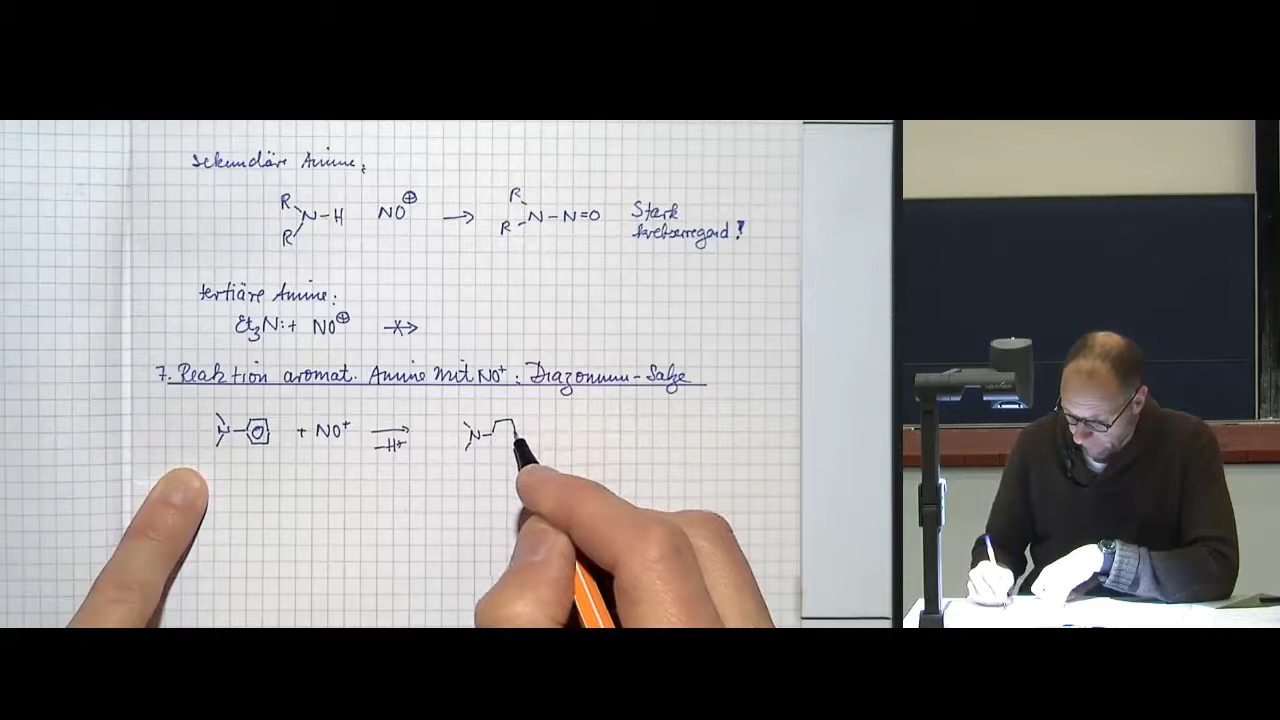 sekundäre Amine:
R
R
N-H NO⊕ → R
R
N-N=O Stark
krebserregend!
tertiäre Amine:
Et3N: + NO⊕ ↛
7. Reaktion aromat. Amine mit NO+: Diazonium-Salze
N + NO+ → N
-H+